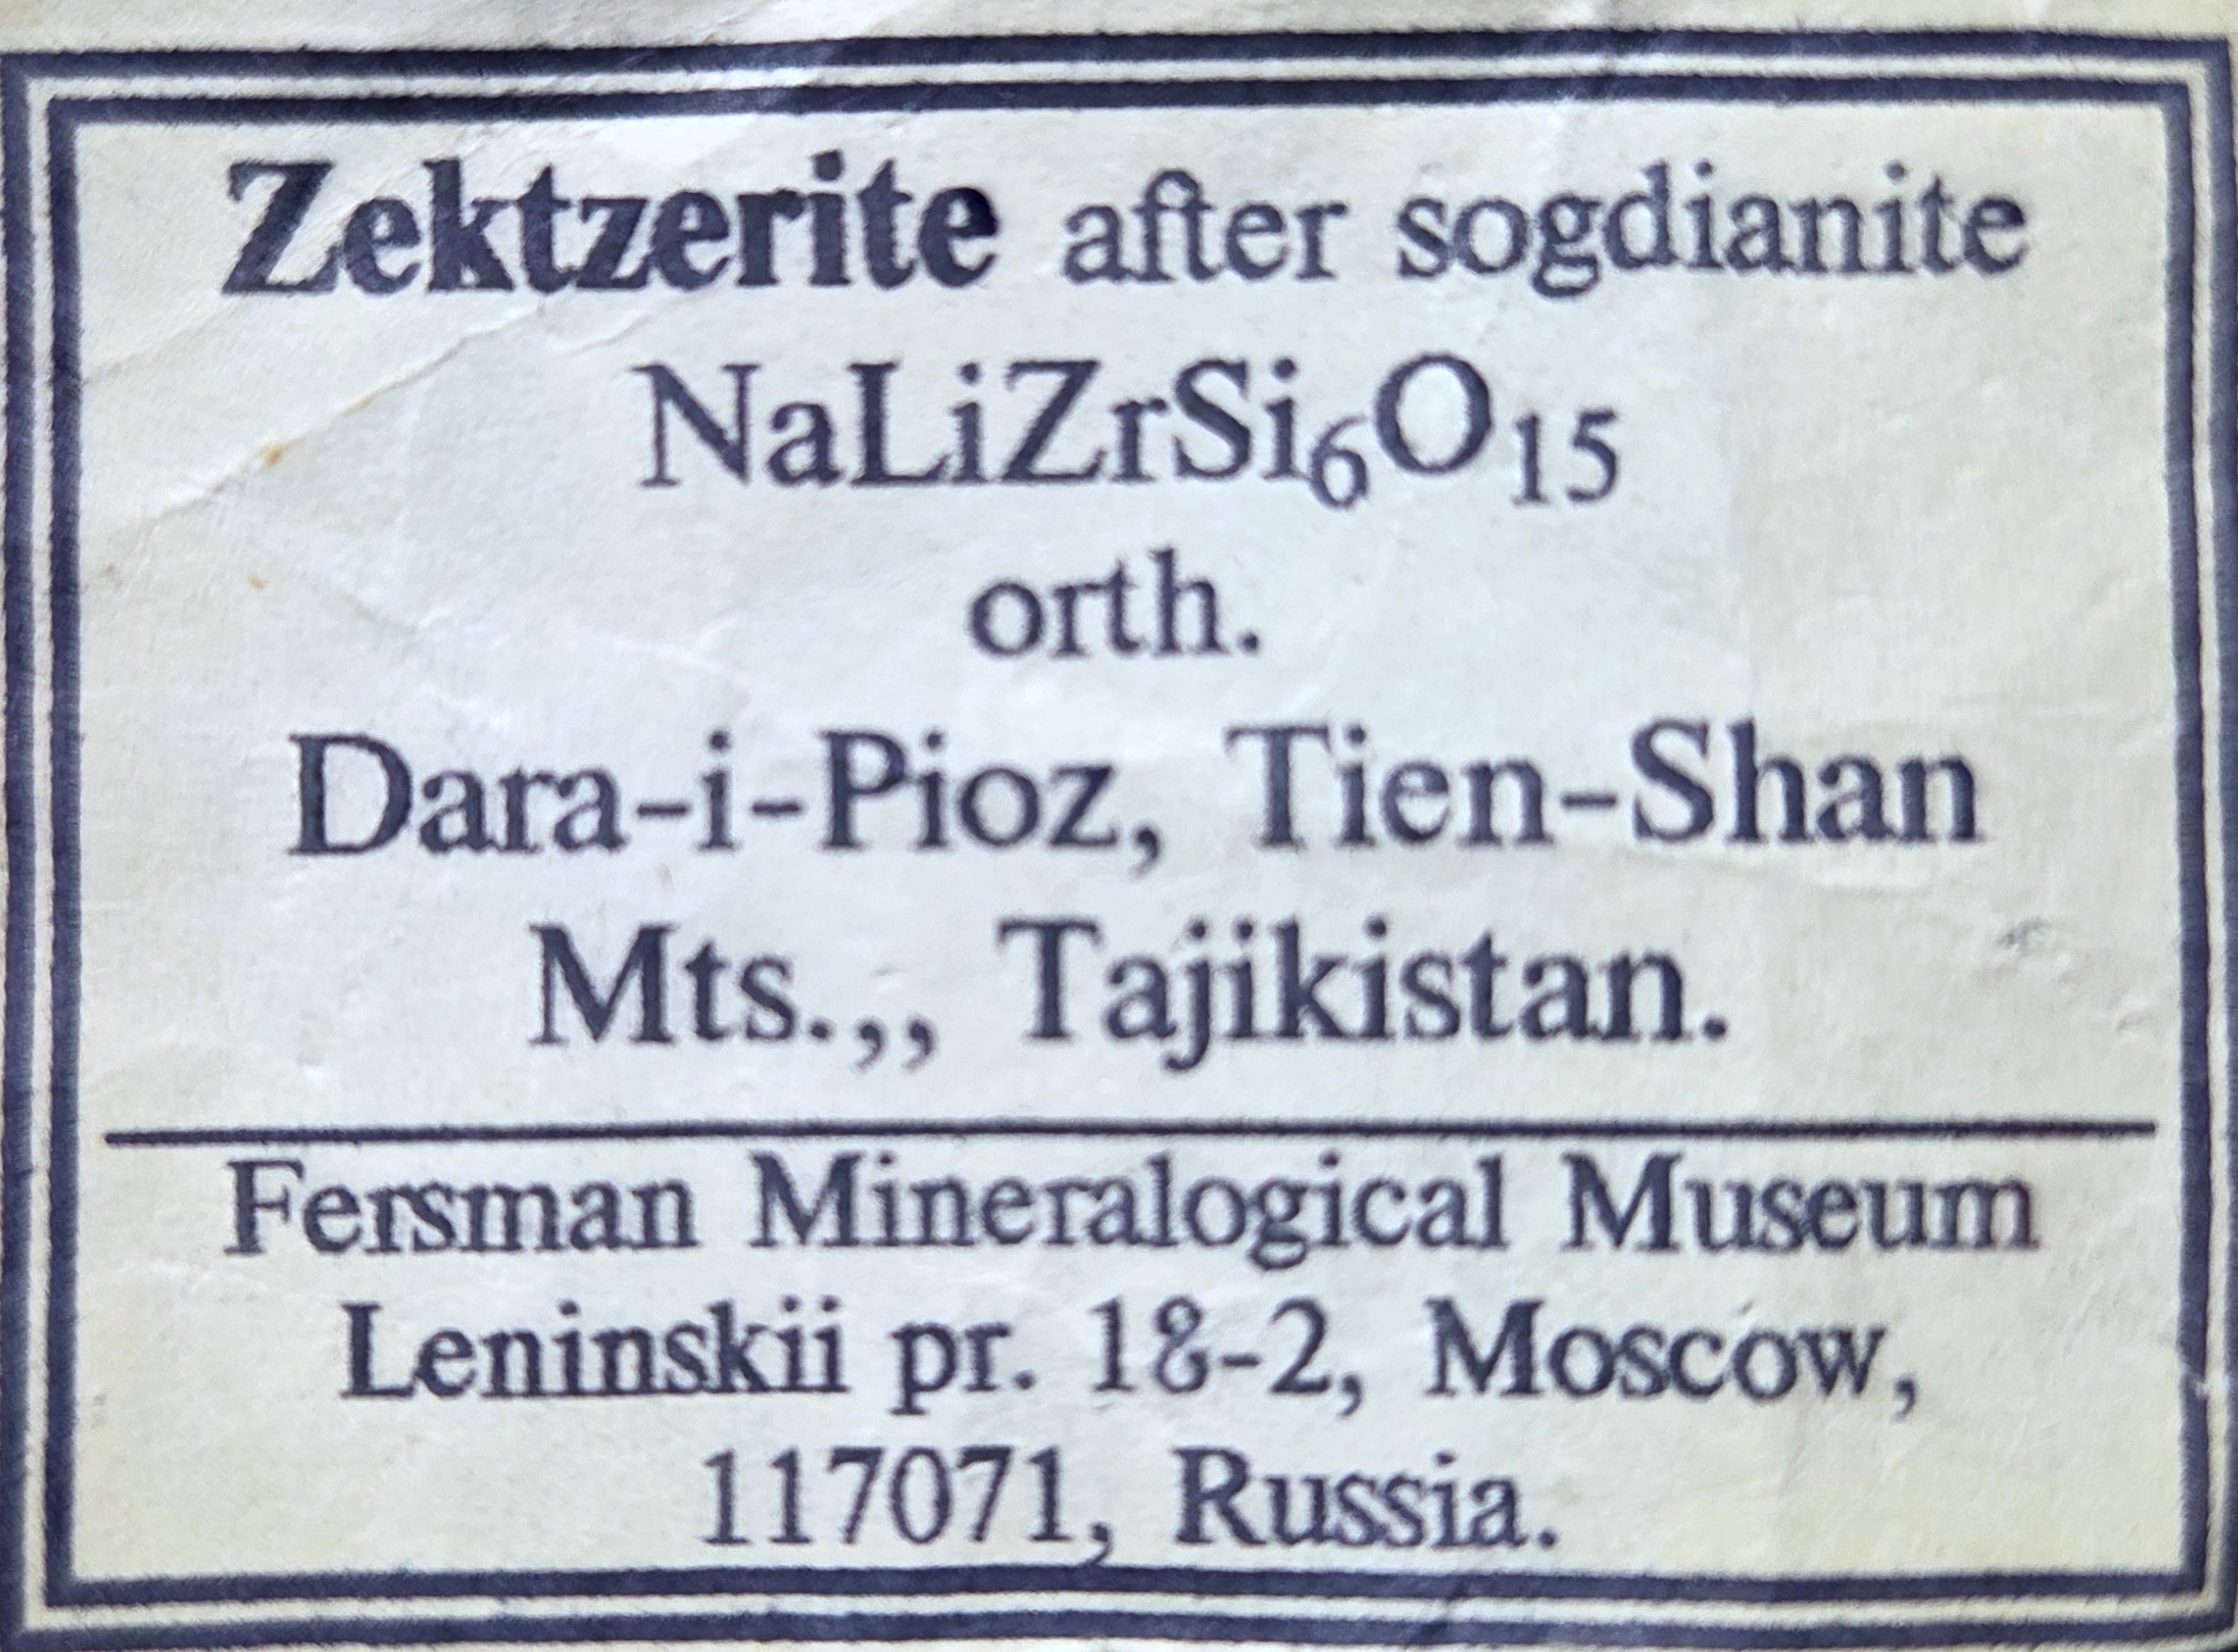 Zektzerite after sogdianite
NaLiZrSi₆O₁₅
orth.
Dara-i-Pioz, Tien-Shan
Mts.,, Tajikistan.
Fersman Mineralogical Museum
Leninskii pr. 18-2, Moscow,
117071, Russia.